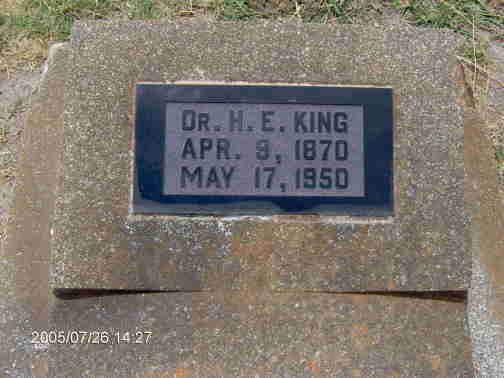 DR. H. E. KING
APR. 9, 1870
MAY 17, 1950
2005/07/26 14:27